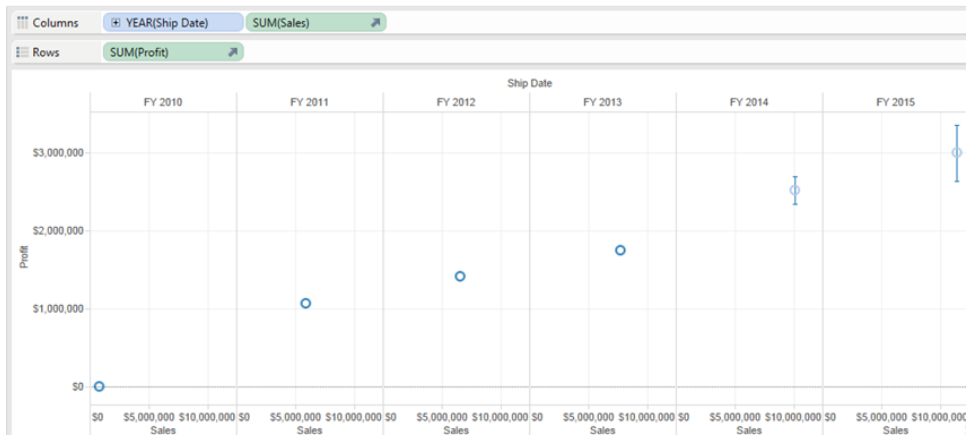 Columns YEAR(Ship Date) SUM(Sales)
Rows SUM(Profit)
Ship Date
FY 2010 FY 2011 FY 2012 FY 2013 FY 2014 FY 2015
$3,000,000
$2,000,000
Profit
$1,000,000
$0
$0 $5,000,000 $10,000,000 $0 $5,000,000 $10,000,000 $0 $5,000,000 $10,000,000 $0 $5,000,000 $10,000,000 $0 $5,000,000 $10,000,000 $0 $5,000,000 $10,000,000
Sales Sales Sales Sales Sales Sales